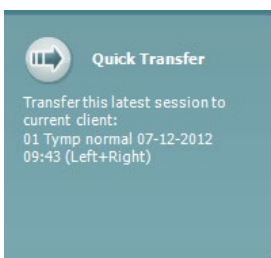 Quick Transfer
Transfer this latest session to
current client:
01 Tymp normal 07-12-2012
09:43 (Left+Right)